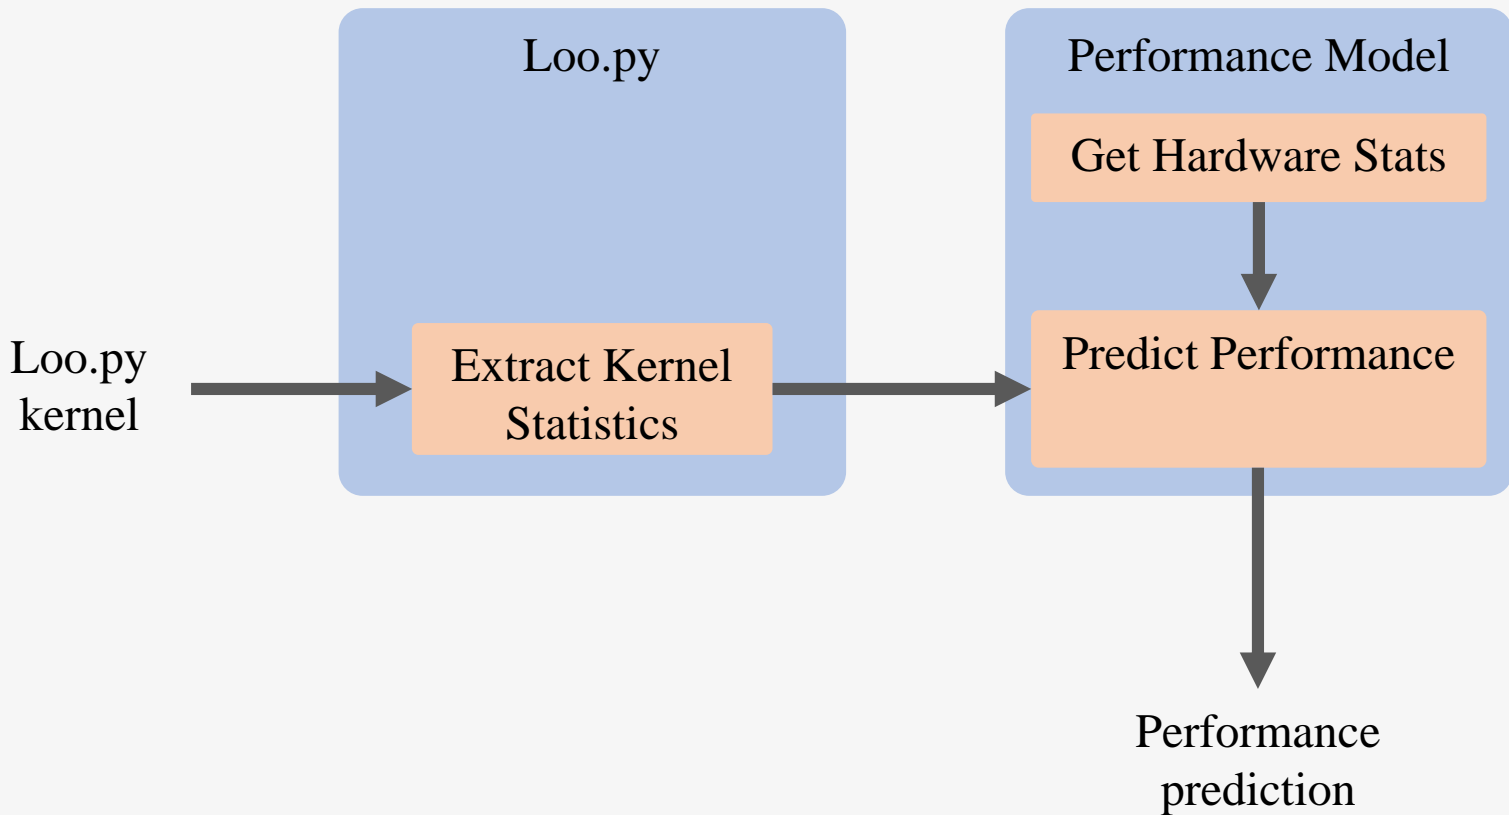 Loo.py
Performance Model
Get Hardware Stats
Loo.py
kernel
Extract Kernel
Statistics
Predict Performance
Performance
prediction